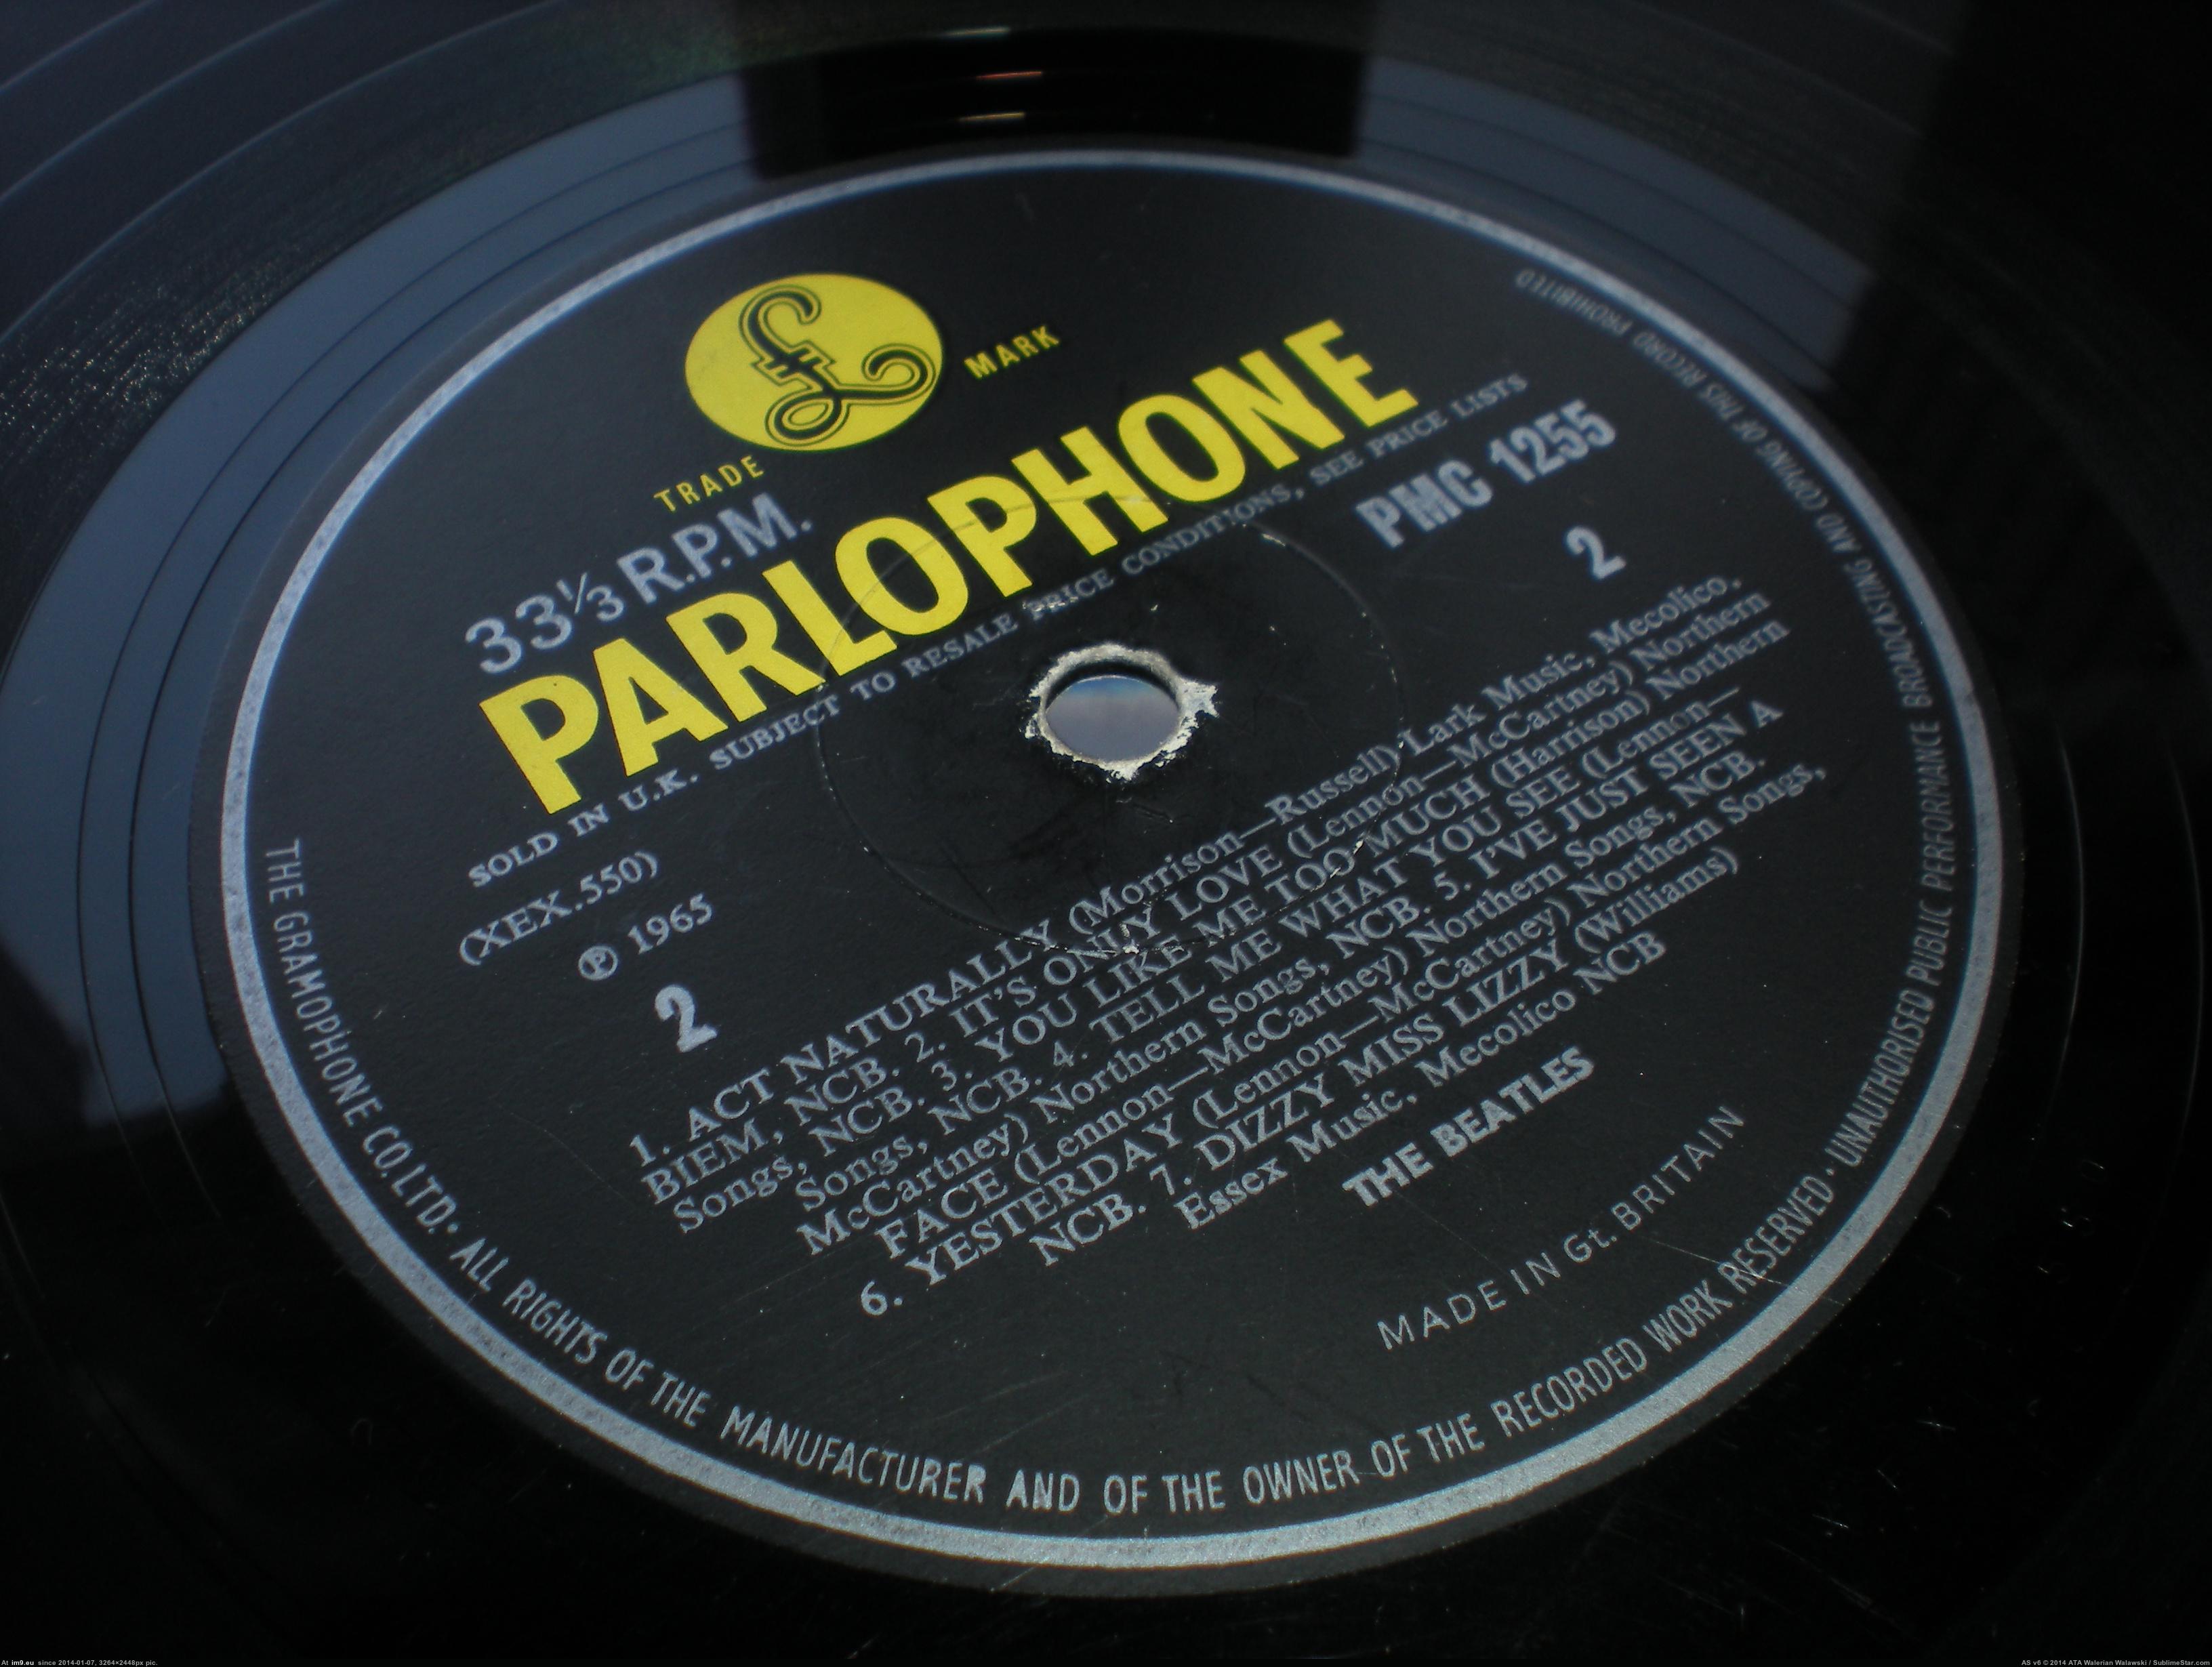 TRADE MARK
33⅓ R.P.M.
PARLOPHONE
SOLD IN U.K. SUBJECT TO RESALE PRICE CONDITIONS, SEE PRICE LISTS
(XEX.550)
PMC 1255
℗ 1965
2
2
1. ACT NATURALLY (Morrison—Russell) Lark Music, Mecolico,
BIEM, NCB. 2. IT'S ONLY LOVE (Lennon—McCartney) Northern
Songs, NCB. 3. YOU LIKE ME TOO MUCH (Harrison) Northern
Songs, NCB. 4. TELL ME WHAT YOU SEE (Lennon—
McCartney) Northern Songs, NCB. 5. I'VE JUST SEEN A
FACE (Lennon—McCartney) Northern Songs, NCB.
6. YESTERDAY (Lennon—McCartney) Northern Songs,
NCB. 7. DIZZY MISS LIZZY (Williams)
Essex Music, Mecolico NCB
THE BEATLES
MADE IN Gt. BRITAIN
THE GRAMOPHONE CO. LTD. · ALL RIGHTS OF THE MANUFACTURER AND OF THE OWNER OF THE RECORDED WORK RESERVED · UNAUTHORISED PUBLIC PERFORMANCE BROADCASTING AND COPYING OF THIS RECORD PROHIBITED
At im9.eu since 2014-01-07, 3264×2448px pic.
AS v6 © 2014 ATA Walerian Walawski / SublimeStar.com